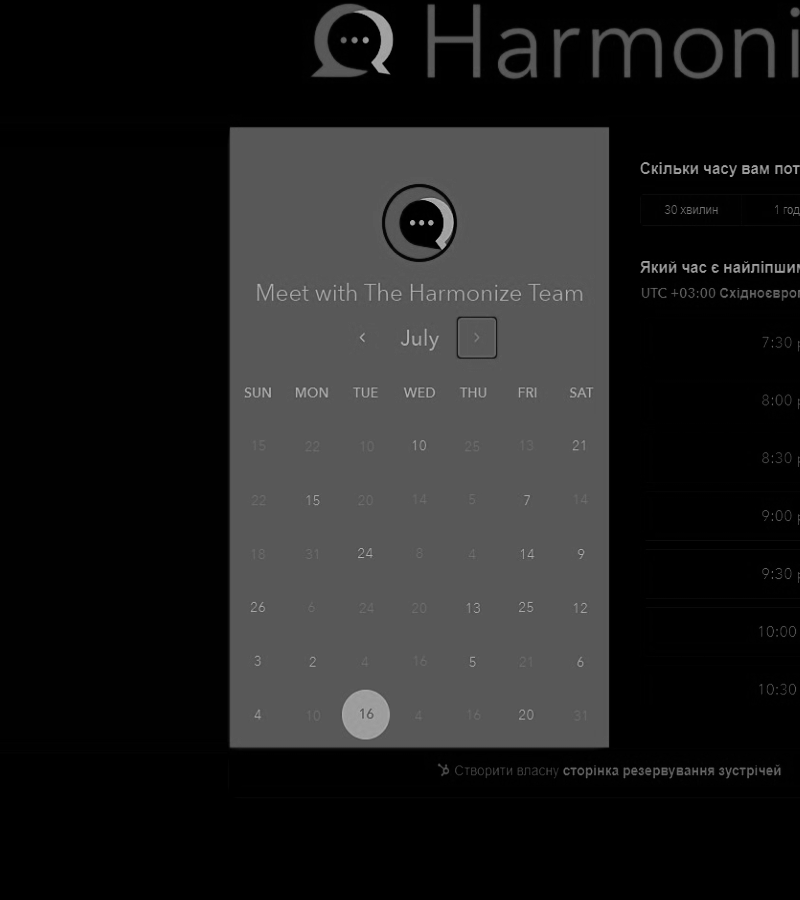 Harmoni
Meet with The Harmonize Team
July
SUN MON TUE WED THU FRI SAT
15 22 10 10 25 13 21
22 15 20 14 5 7 14
18 31 24 8 4 14 9
26 6 24 20 13 25 12
3 2 4 16 5 21 6
4 10 16 4 16 20 31
Скільки часу вам пот
30 хвилин 1 год
Який час є найліпшим
UTC +03:00 Східноєвроп
7:30 р
8:00 р
8:30 р
9:00 р
9:30 р
10:00
10:30
Створити власну сторінка резервування зустрічей